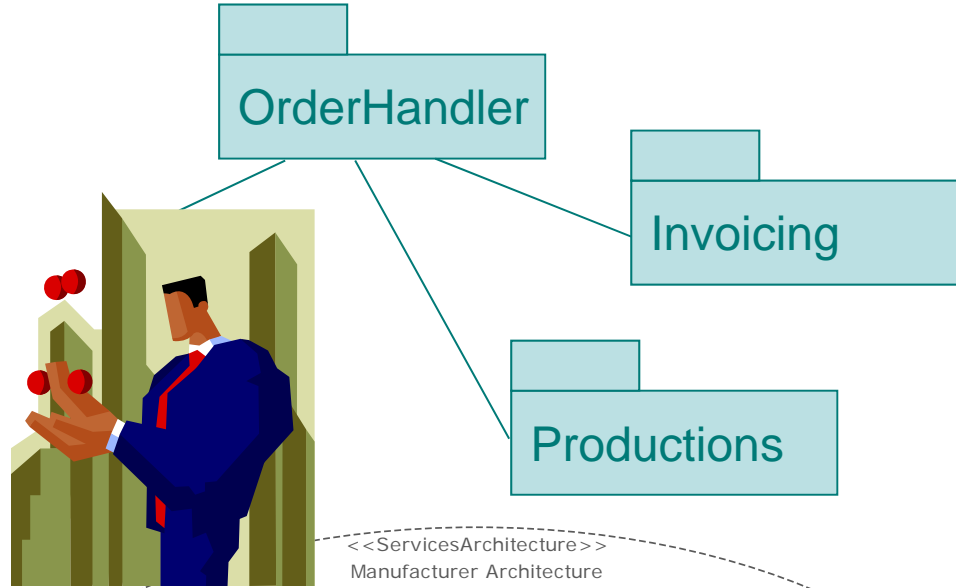 OrderHandler
Invoicing
Productions
<<ServicesArchitecture>>
Manufacturer Architecture